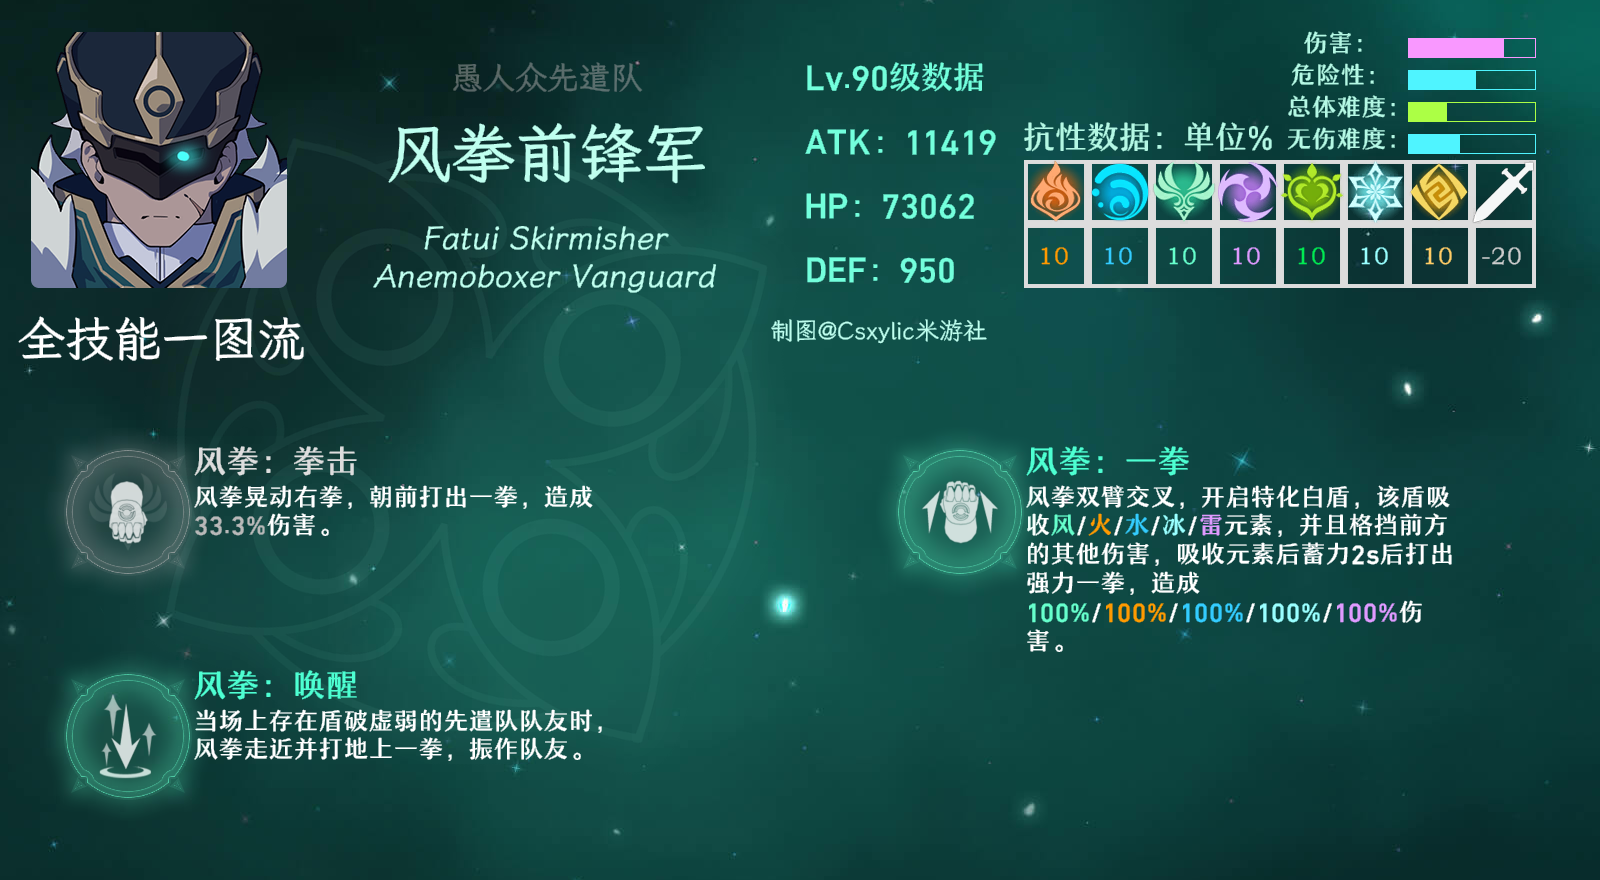 愚人众先遣队
风拳前锋军
Fatui Skirmisher
Anemoboxer Vanguard
全技能一图流
Lv.90级数据
ATK：11419
HP：73062
DEF：950
制图@Csxylic米游社
伤害：
危险性：
总体难度：
无伤难度：
抗性数据：单位%
10 10 10 10 10 10 10 -20
风拳：拳击
风拳晃动右拳，朝前打出一拳，造成
33.3%伤害。
风拳：一拳
风拳双臂交叉，开启特化白盾，该盾吸
收风/火/水/冰/雷元素，并且格挡前方
的其他伤害，吸收元素后蓄力2s后打出
强力一拳，造成
100%/100%/100%/100%/100%伤
害。
风拳：唤醒
当场上存在盾破虚弱的先遣队队友时，
风拳走近并打地上一拳，振作队友。